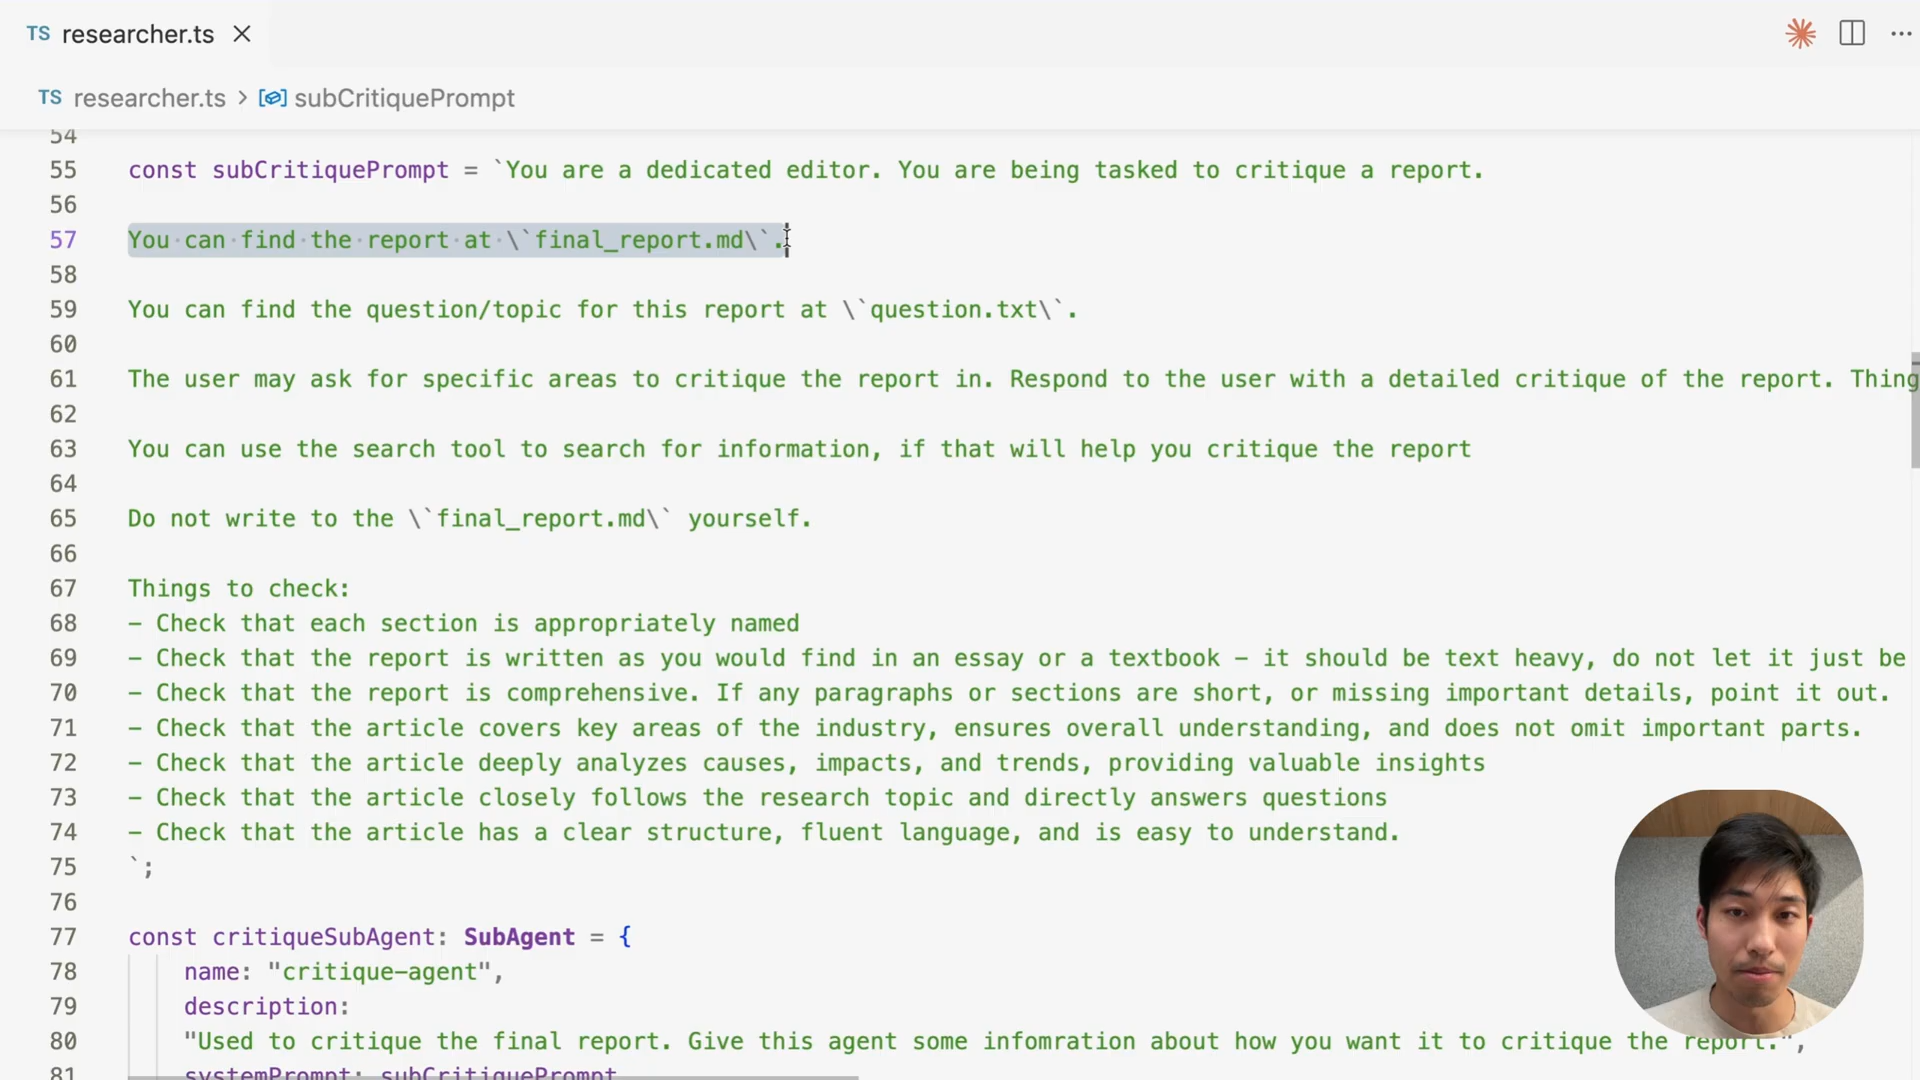 TS researcher.ts
TS researcher.ts > subCritiquePrompt
54
55 const subCritiquePrompt = `You are a dedicated editor. You are being tasked to critique a report.
56
57 You can find the report at \`final_report.md\`.
58
59 You can find the question/topic for this report at \`question.txt\`.
60
61 The user may ask for specific areas to critique the report in. Respond to the user with a detailed critique of the report. Thing
62
63 You can use the search tool to search for information, if that will help you critique the report
64
65 Do not write to the \`final_report.md\` yourself.
66
67 Things to check:
68 - Check that each section is appropriately named
69 - Check that the report is written as you would find in an essay or a textbook - it should be text heavy, do not let it just be
70 - Check that the report is comprehensive. If any paragraphs or sections are short, or missing important details, point it out.
71 - Check that the article covers key areas of the industry, ensures overall understanding, and does not omit important parts.
72 - Check that the article deeply analyzes causes, impacts, and trends, providing valuable insights
73 - Check that the article closely follows the research topic and directly answers questions
74 - Check that the article has a clear structure, fluent language, and is easy to understand.
75 `;
76
77 const critiqueSubAgent: SubAgent = {
78 name: "critique-agent",
79 description:
80 "Used to critique the final report. Give this agent some infomration about how you want it to critique the report.",
81 systemPrompt: subCritiquePrompt